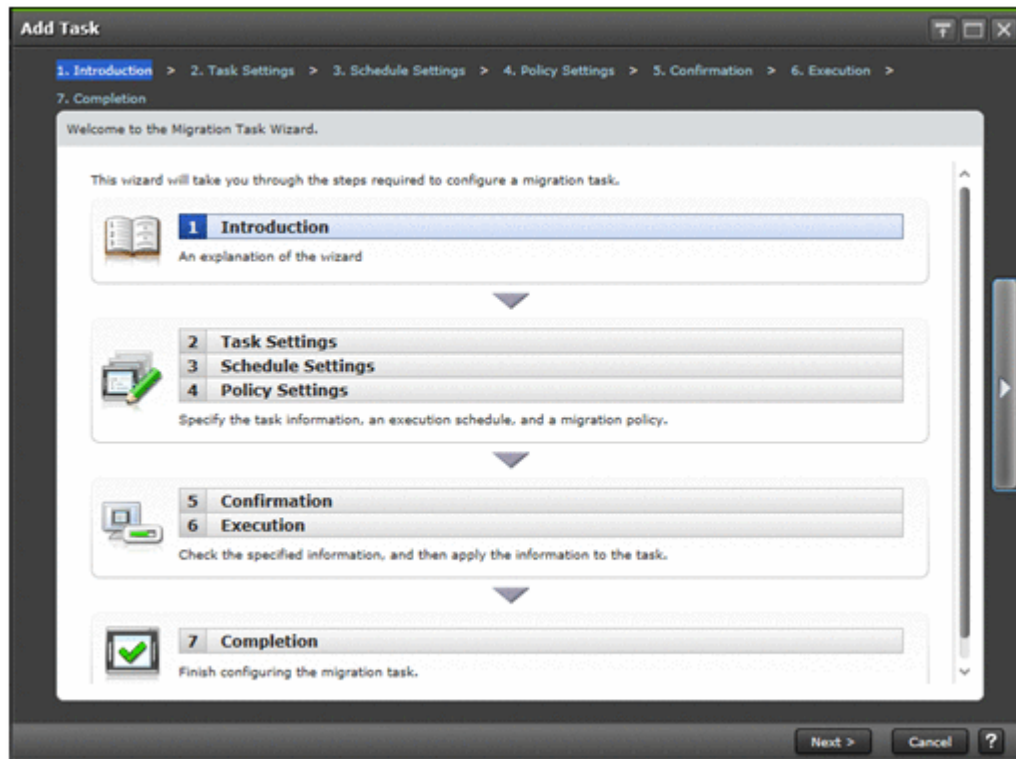 Add Task
1. Introduction > 2. Task Settings > 3. Schedule Settings > 4. Policy Settings > 5. Confirmation > 6. Execution >
7. Completion
Welcome to the Migration Task Wizard.
This wizard will take you through the steps required to configure a migration task.
1 Introduction
An explanation of the wizard
2 Task Settings
3 Schedule Settings
4 Policy Settings
Specify the task information, an execution schedule, and a migration policy.
5 Confirmation
6 Execution
Check the specified information, and then apply the information to the task.
7 Completion
Finish configuring the migration task.
Next > Cancel ?